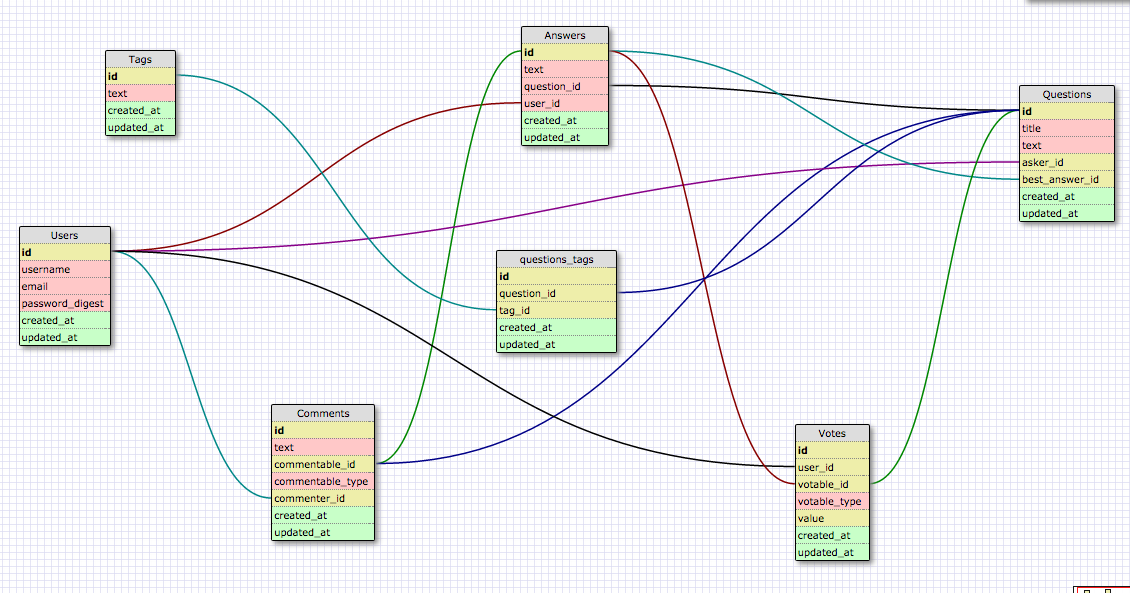 Tags
id
text
created_at
updated_at
Answers
id
text
question_id
user_id
created_at
updated_at
Questions
id
title
text
asker_id
best_answer_id
created_at
updated_at
Users
id
username
email
password_digest
created_at
updated_at
questions_tags
id
question_id
tag_id
created_at
updated_at
Comments
id
text
commentable_id
commentable_type
commenter_id
created_at
updated_at
Votes
id
user_id
votable_id
votable_type
value
created_at
updated_at